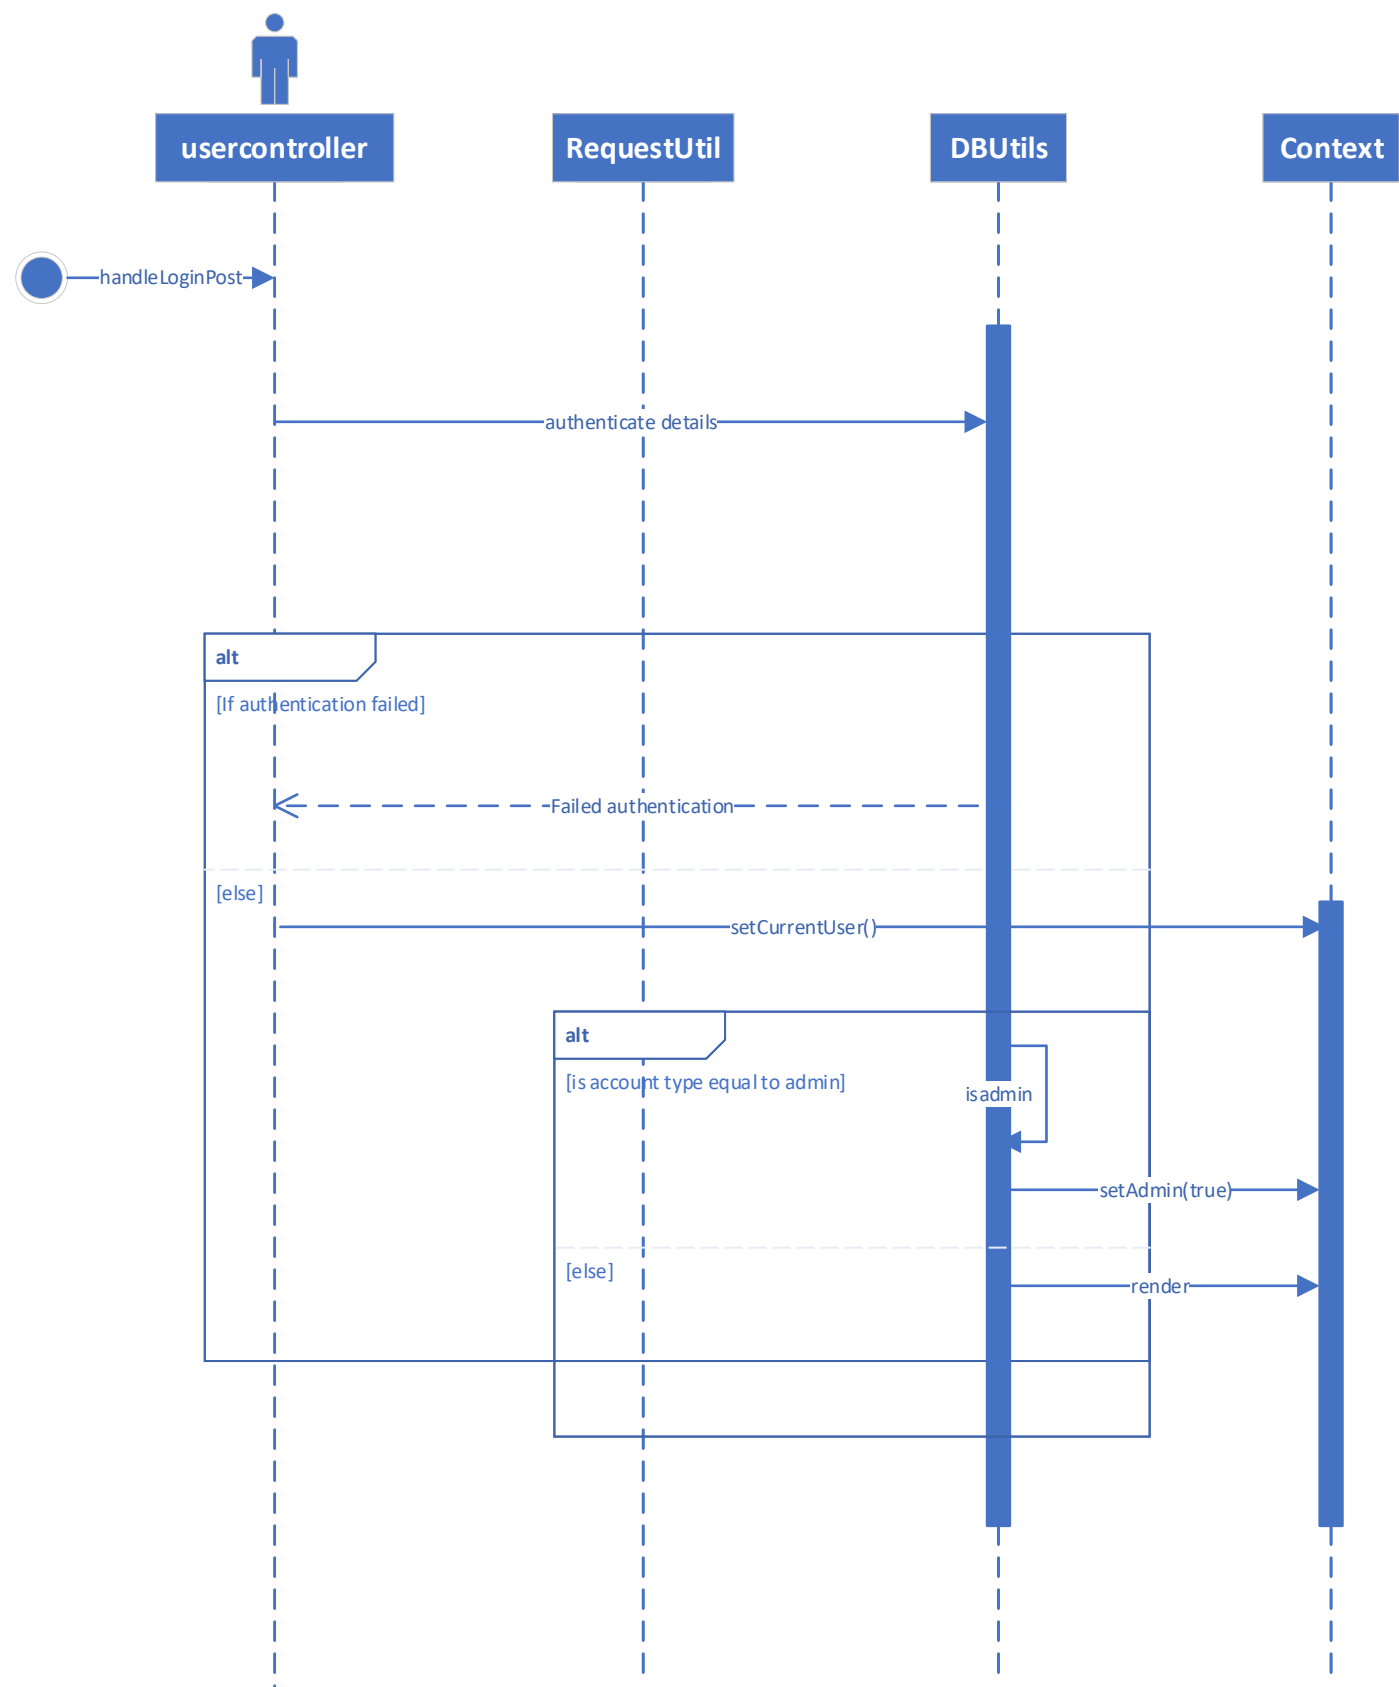 usercontroller
RequestUtil
DBUtils
Context
handleLoginPost
authenticate details
alt
[If authentication failed]
Failed authentication
[else]
setCurrentUser()
alt
[is account type equal to admin]
isadmin
setAdmin(true)
[else]
render